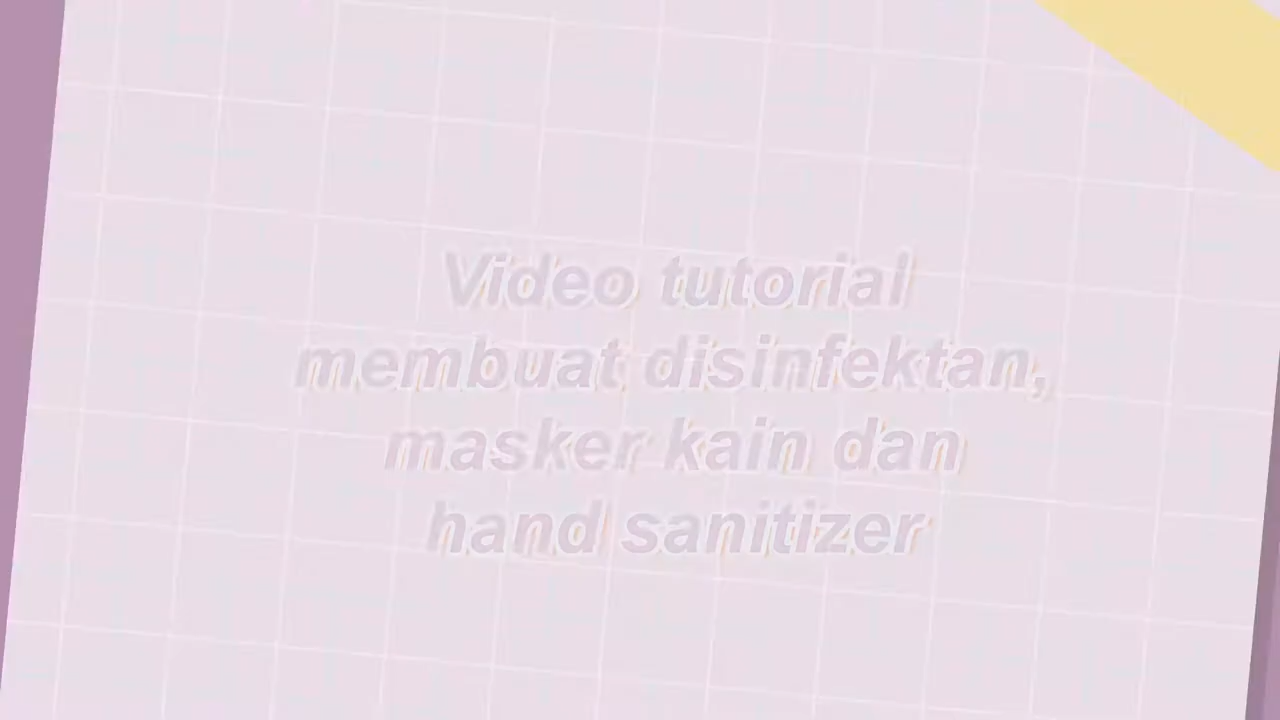 Video tutorial
membuat disinfektan,
masker kain dan
hand sanitizer